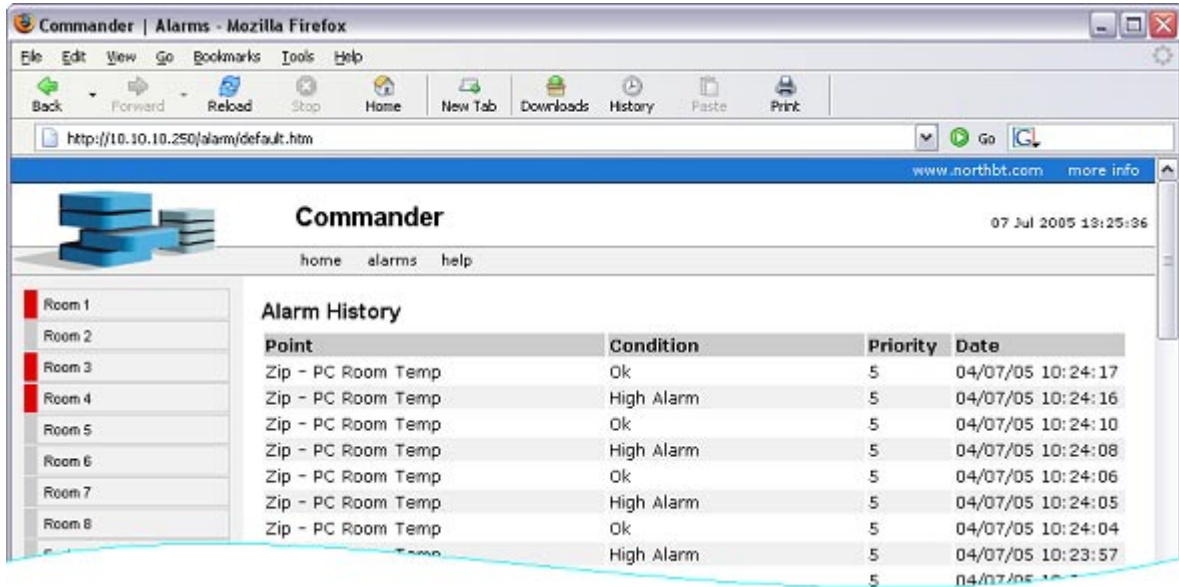 Commander | Alarms - Mozilla Firefox
File Edit View Go Bookmarks Tools Help
Back Forward Reload Stop Home New Tab Downloads History Paste Print
http://10.10.10.250/alarm/default.htm Go G
www.northbt.com more info
Commander
07 Jul 2005 13:25:36
home alarms help
Room 1
Room 2
Room 3
Room 4
Room 5
Room 6
Room 7
Room 8
Alarm History
Point Condition Priority Date
Zip - PC Room Temp Ok 5 04/07/05 10:24:17
Zip - PC Room Temp High Alarm 5 04/07/05 10:24:16
Zip - PC Room Temp Ok 5 04/07/05 10:24:10
Zip - PC Room Temp High Alarm 5 04/07/05 10:24:08
Zip - PC Room Temp Ok 5 04/07/05 10:24:06
Zip - PC Room Temp High Alarm 5 04/07/05 10:24:05
Zip - PC Room Temp Ok 5 04/07/05 10:24:04
Temp High Alarm 5 04/07/05 10:23:57
5 04/07/05